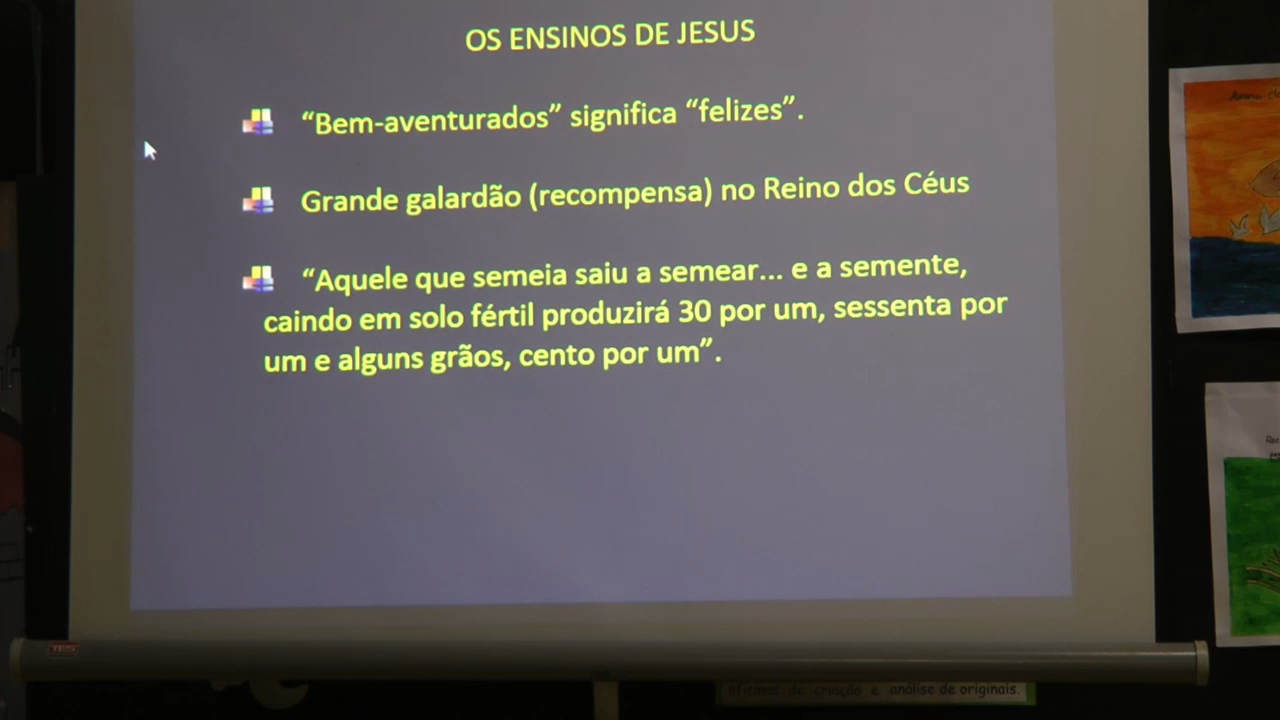 OS ENSINOS DE JESUS
“Bem-aventurados” significa “felizes”.
Grande galardão (recompensa) no Reino dos Céus
“Aquele que semeia saiu a semear... e a semente,
caindo em solo fértil produzirá 30 por um, sessenta por
um e alguns grãos, cento por um”.
TES
oficinas de criação e análise de originais.